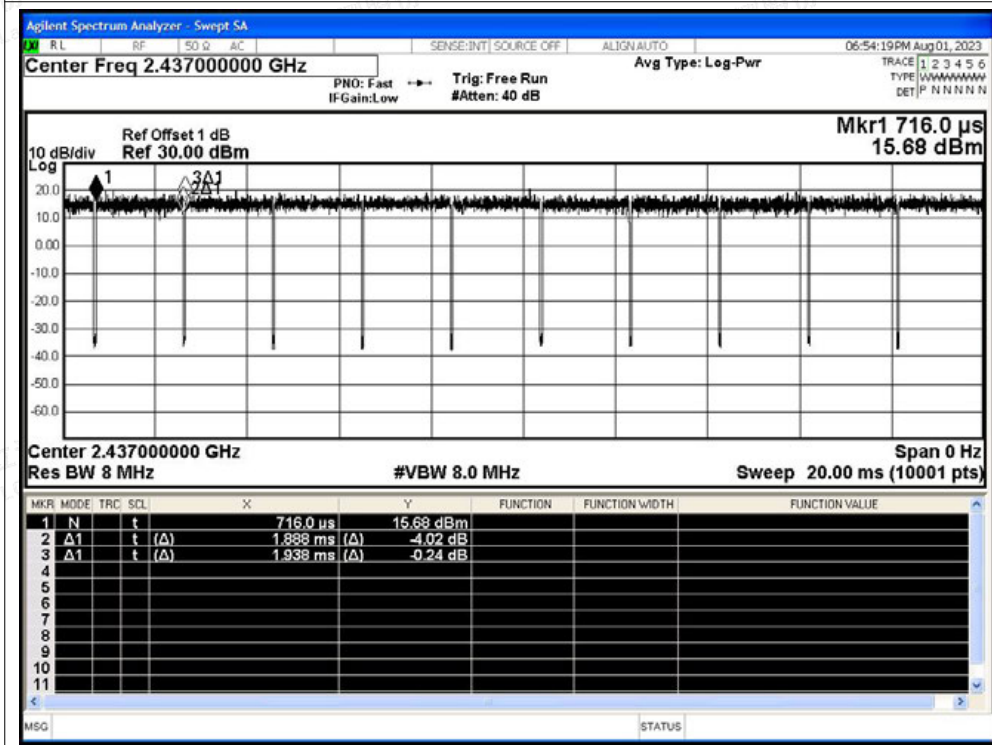 Agilent Spectrum Analyzer - Swept SA
RL RF 50 Ω AC SENSE:INT SOURCE OFF ALIGN AUTO 06:54:19 PM Aug 01, 2023
Center Freq 2.437000000 GHz Avg Type: Log-Pwr TRACE 1 2 3 4 5 6
PNO: Fast Trig: Free Run TYPE WWWWWWW
IFGain:Low #Atten: 40 dB DET P N N N N N
Mkr1 716.0 µs
Ref Offset 1 dB
10 dB/div Ref 30.00 dBm 15.68 dBm
Log
1 3Δ1
2Δ1
20.0
10.0
0.00
-10.0
-20.0
-30.0
-40.0
-50.0
-60.0
Center 2.437000000 GHz Span 0 Hz
Res BW 8 MHz #VBW 8.0 MHz Sweep 20.00 ms (10001 pts)
MKR MODE TRC SCL X Y FUNCTION FUNCTION WIDTH FUNCTION VALUE
1 N t 716.0 µs 15.68 dBm
2 Δ1 t (Δ) 1.888 ms (Δ) -4.02 dB
3 Δ1 t (Δ) 1.938 ms (Δ) -0.24 dB
4
5
6
7
8
9
10
11
MSG STATUS